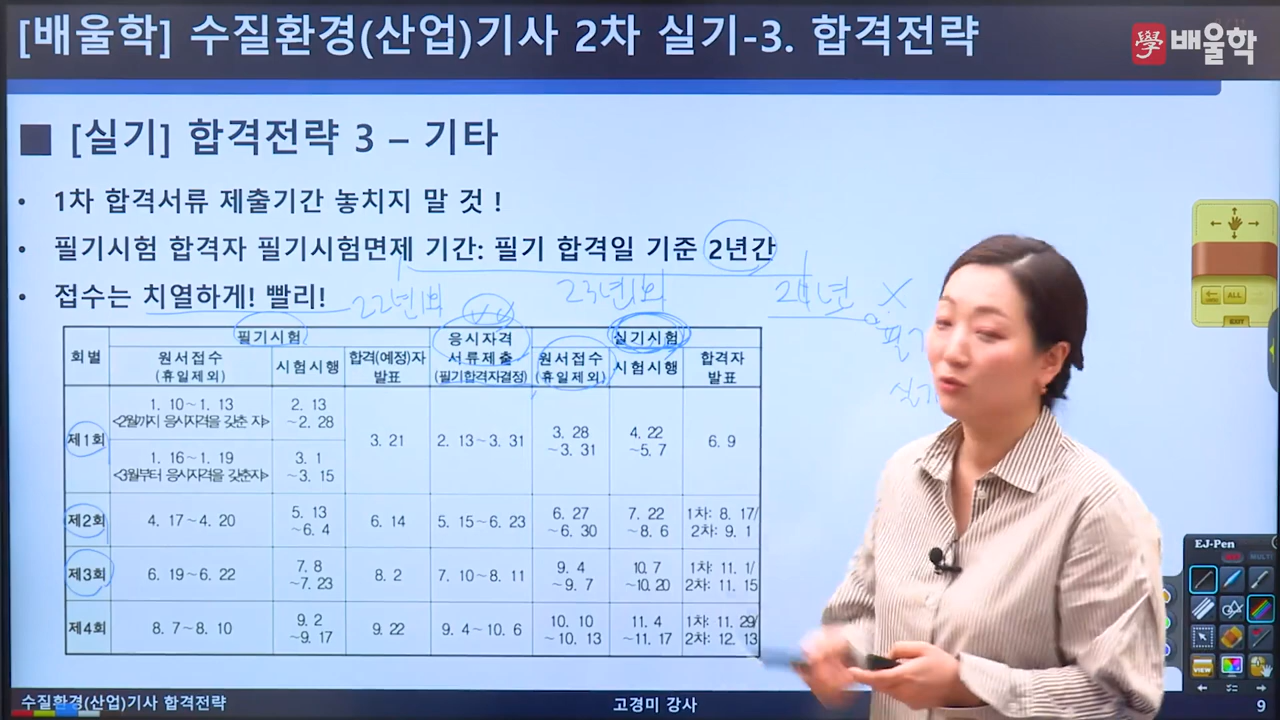 [배울학] 수질환경(산업)기사 2차 실기-3. 합격전략
學 배울학
■ [실기] 합격전략 3 – 기타
• 1차 합격서류 제출기간 놓치지 말 것 !
• 필기시험 합격자 필기시험면제 기간: 필기 합격일 기준 2년간
• 접수는 치열하게! 빨리!
22년1회 23년1회 24년 X
필기
실기
회별 필기시험 응시자격 서류제출 (필기합격자결정) 실기시험
원서접수 (휴일제외) 시험시행 합격(예정)자 발표 원서접수 (휴일제외) 시험시행 합격자 발표
제1회 1. 10~1. 13 <2월까지 응시자격을 갖춘 자> 2. 13 ~2. 28 3. 21 2. 13~3. 31 3. 28 ~3. 31 4. 22 ~5. 7 6. 9
1. 16~1. 19 <3월부터 응시자격을 갖춘자> 3. 1 ~3. 15
제2회 4. 17~4. 20 5. 13 ~6. 4 6. 14 5. 15~6. 23 6. 27 ~6. 30 7. 22 ~8. 6 1차: 8. 17/ 2차: 9. 1
제3회 6. 19~6. 22 7. 8 ~7. 23 8. 2 7. 10~8. 11 9. 4 ~9. 7 10. 7 ~10. 20 1차: 11. 1/ 2차: 11. 15
제4회 8. 7~8. 10 9. 2 ~9. 17 9. 22 9. 4~10. 6 10. 10 ~10. 13 11. 4 ~11. 17 1차: 11. 29/ 2차: 12. 13
ALL
EXIT
EJ-Pen
MULTI
VIEW
수질환경(산업)기사 합격전략
고경미 강사
9